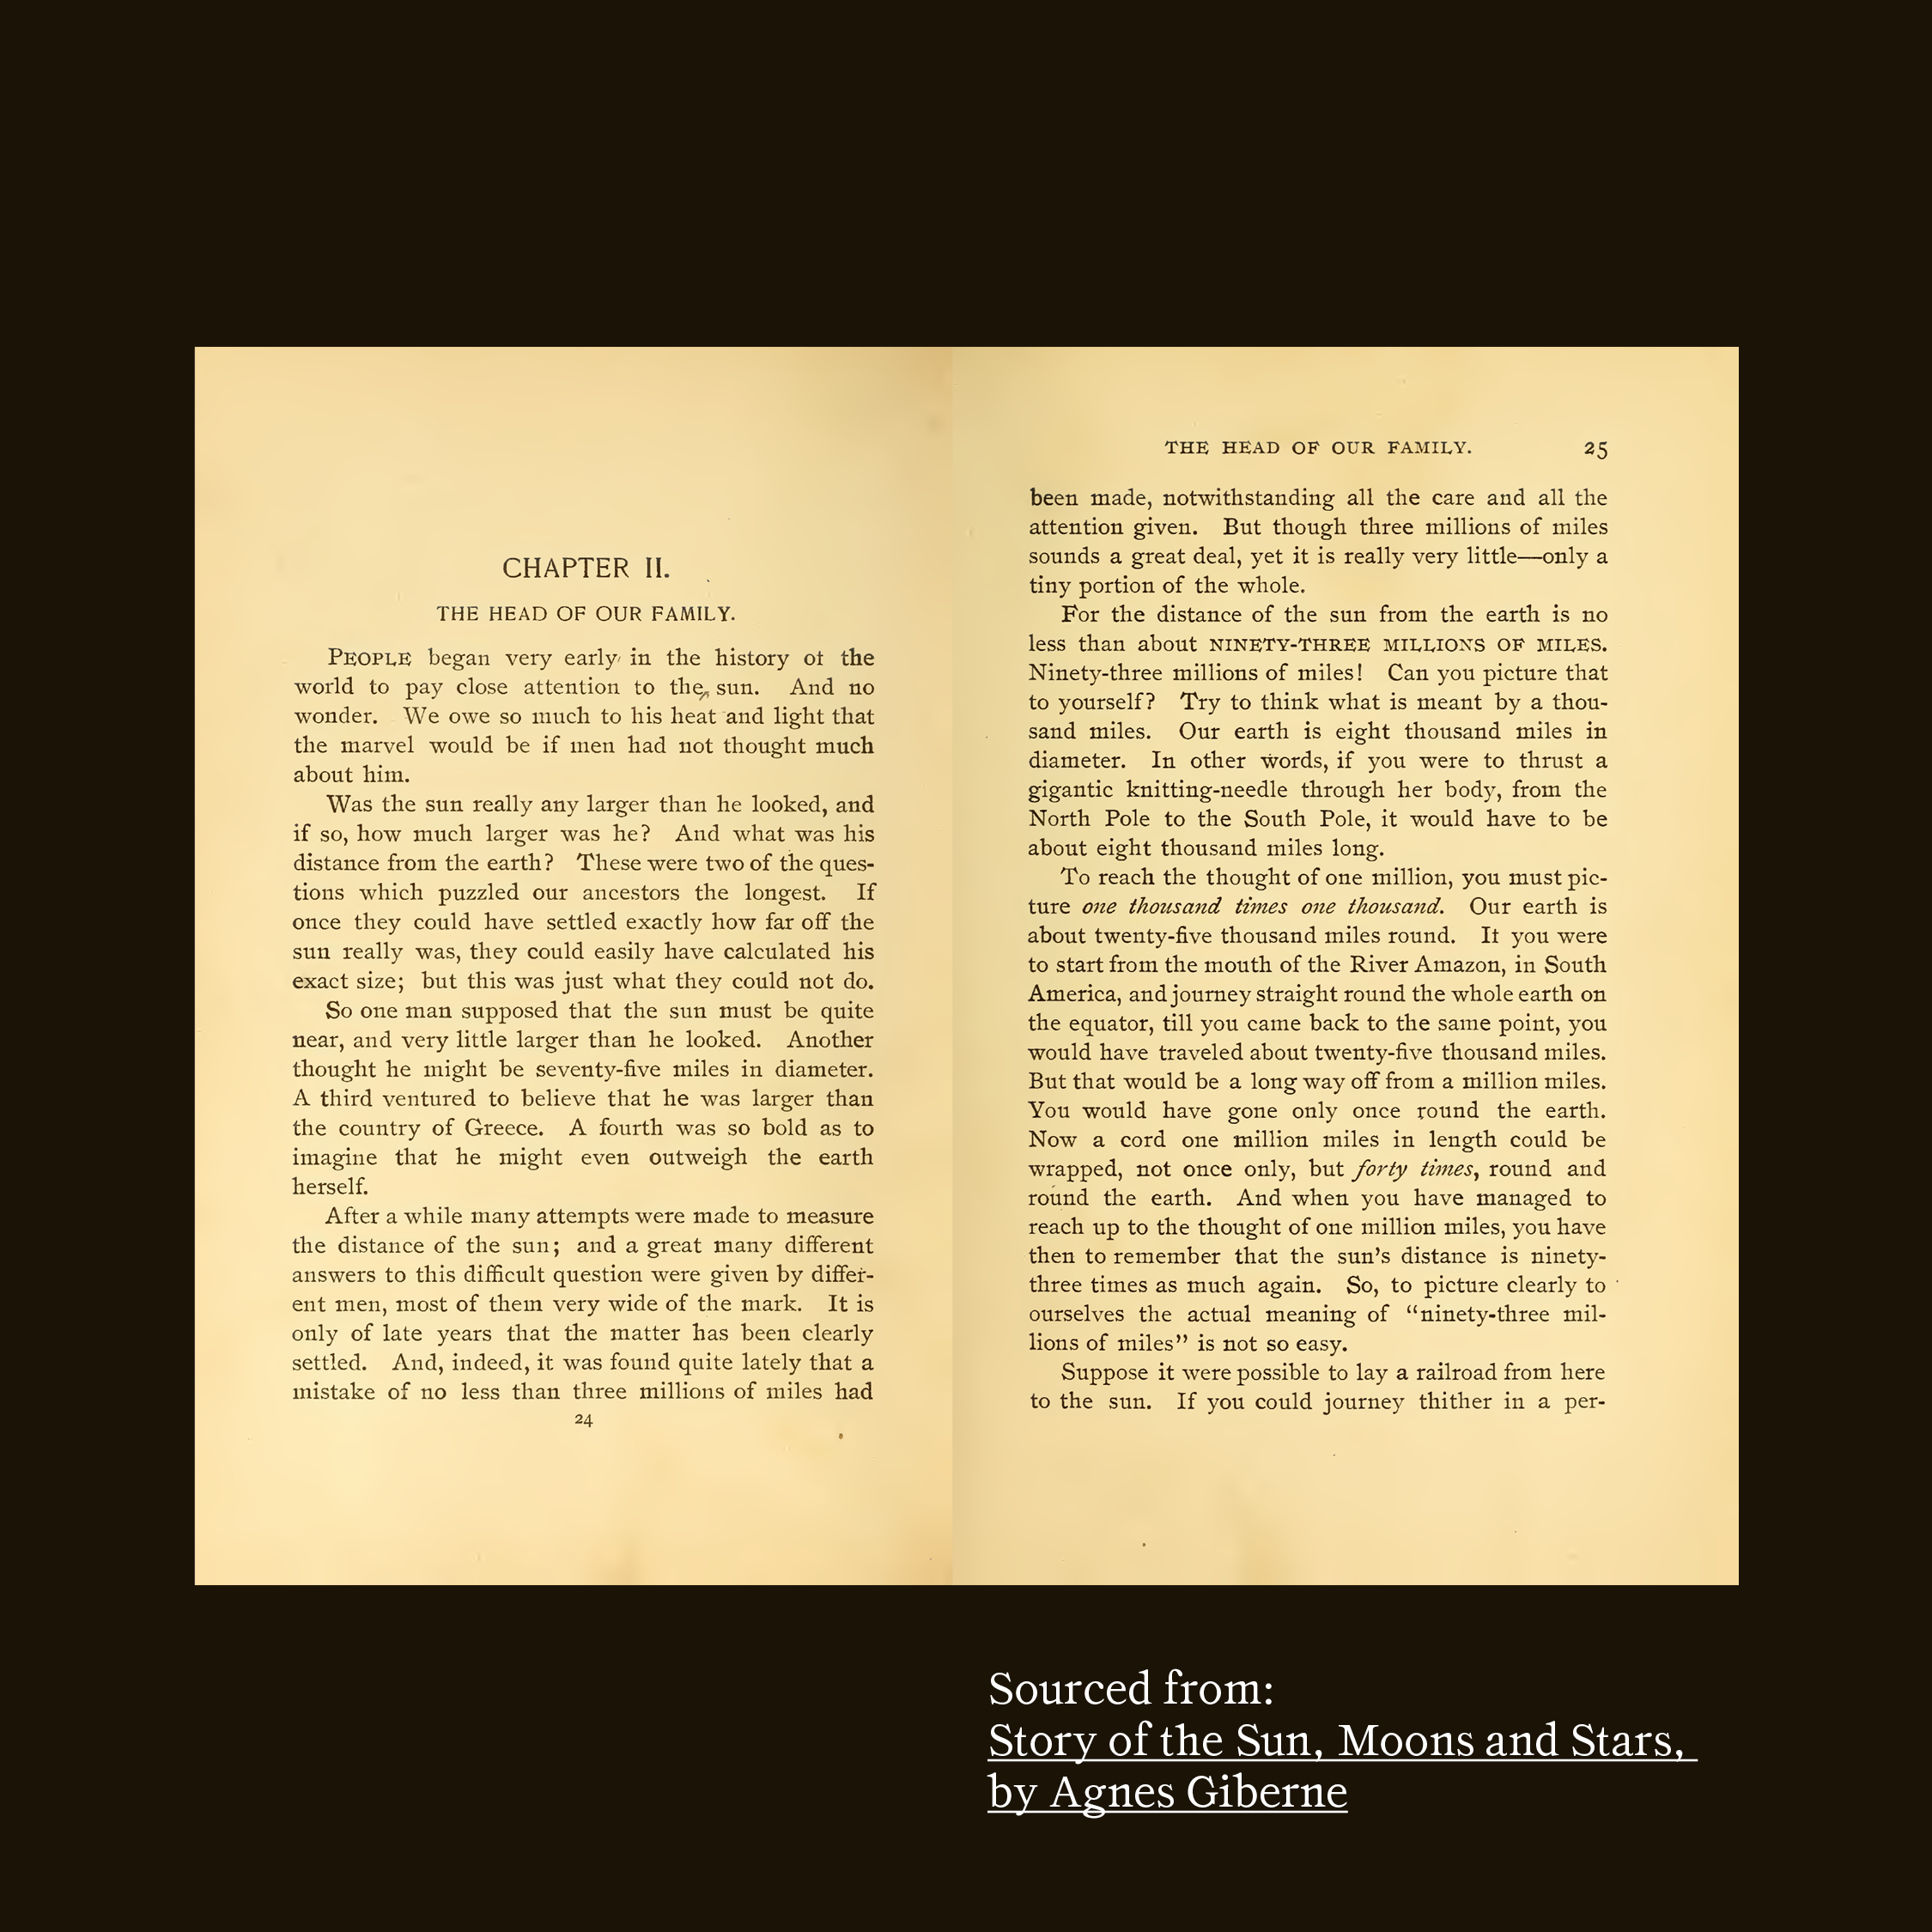 CHAPTER II.
THE HEAD OF OUR FAMILY.
PEOPLE began very early in the history of the
world to pay close attention to the sun. And no
wonder. We owe so much to his heat and light that
the marvel would be if men had not thought much
about him.
Was the sun really any larger than he looked, and
if so, how much larger was he? And what was his
distance from the earth? These were two of the ques-
tions which puzzled our ancestors the longest. If
once they could have settled exactly how far off the
sun really was, they could easily have calculated his
exact size; but this was just what they could not do.
So one man supposed that the sun must be quite
near, and very little larger than he looked. Another
thought he might be seventy-five miles in diameter.
A third ventured to believe that he was larger than
the country of Greece. A fourth was so bold as to
imagine that he might even outweigh the earth
herself.
After a while many attempts were made to measure
the distance of the sun; and a great many different
answers to this difficult question were given by differ-
ent men, most of them very wide of the mark. It is
only of late years that the matter has been clearly
settled. And, indeed, it was found quite lately that a
mistake of no less than three millions of miles had
24
THE HEAD OF OUR FAMILY. 25
been made, notwithstanding all the care and all the
attention given. But though three millions of miles
sounds a great deal, yet it is really very little—only a
tiny portion of the whole.
For the distance of the sun from the earth is no
less than about NINETY-THREE MILLIONS OF MILES.
Ninety-three millions of miles! Can you picture that
to yourself? Try to think what is meant by a thou-
sand miles. Our earth is eight thousand miles in
diameter. In other words, if you were to thrust a
gigantic knitting-needle through her body, from the
North Pole to the South Pole, it would have to be
about eight thousand miles long.
To reach the thought of one million, you must pic-
ture one thousand times one thousand. Our earth is
about twenty-five thousand miles round. If you were
to start from the mouth of the River Amazon, in South
America, and journey straight round the whole earth on
the equator, till you came back to the same point, you
would have traveled about twenty-five thousand miles.
But that would be a long way off from a million miles.
You would have gone only once round the earth.
Now a cord one million miles in length could be
wrapped, not once only, but forty times, round and
round the earth. And when you have managed to
reach up to the thought of one million miles, you have
then to remember that the sun's distance is ninety-
three times as much again. So, to picture clearly to
ourselves the actual meaning of “ninety-three mil-
lions of miles” is not so easy.
Suppose it were possible to lay a railroad from here
to the sun. If you could journey thither in a per-
Sourced from:
Story of the Sun, Moons and Stars,
by Agnes Giberne